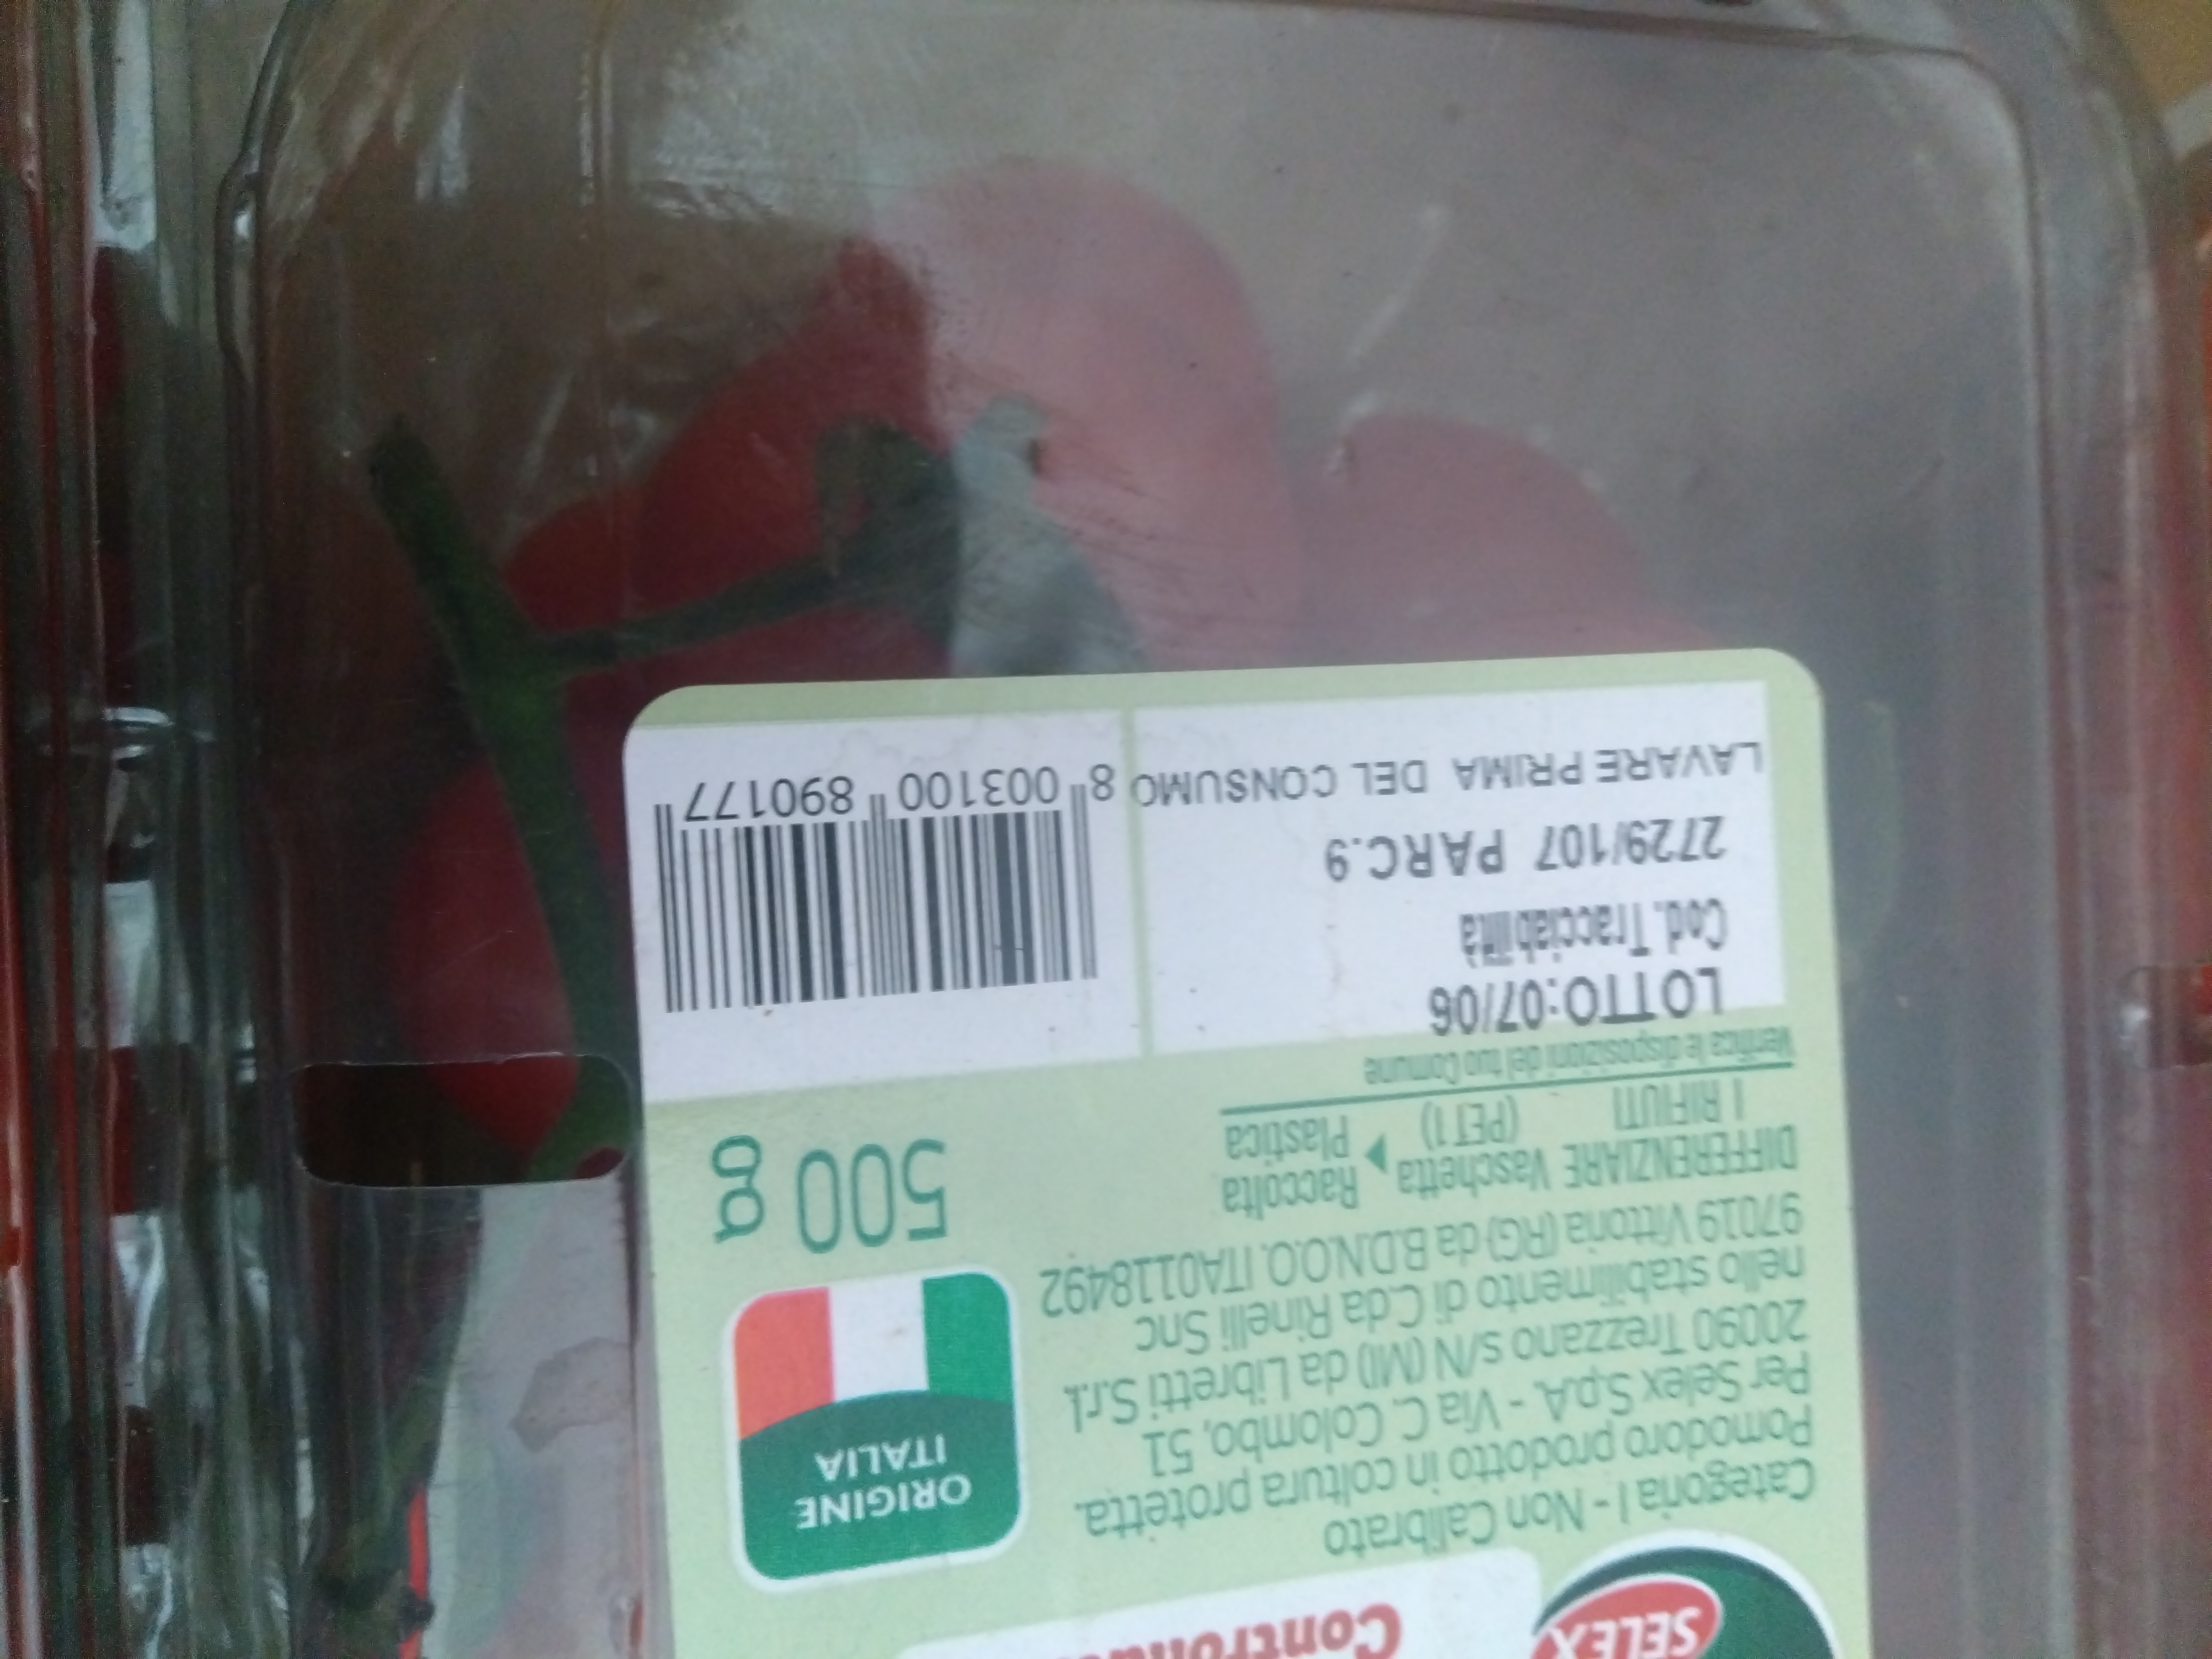 SELEX
Categoria I - Non Calibrato
Pomodoro prodotto in coltura protetta.
Per Selex S.p.A. - Via C. Colombo, 51
20090 Trezzano s/N (MI) da Libretti S.r.l.
nello stabilimento di C.da Rinelli Snc
97019 Vittoria (RG) da B.D.N.O.O. ITA0118492
ORIGINE
ITALIA
500 g
DIFFERENZIARE Vaschetta Raccolta
I RIFIUTI (PET1) Plastica
Verifica le disposizioni del tuo Comune
LOTTO:07/06
Cod.Tracciabilità
2729/107 PARC.9
LAVARE PRIMA DEL CONSUMO
8 003100 890177